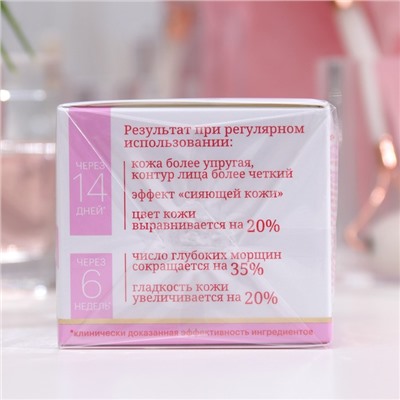 Результат при регулярном
использовании:
ЧЕРЕЗ
14
ДНЕЙ*
кожа более упругая,
контур лица более четкий
эффект «сияющей кожи»
цвет кожи
выравнивается на 20%
ЧЕРЕЗ
6
НЕДЕЛЬ*
число глубоких морщин
сокращается на 35%
гладкость кожи
увеличивается на 20%
*клинически доказанная эффективность ингредиентов